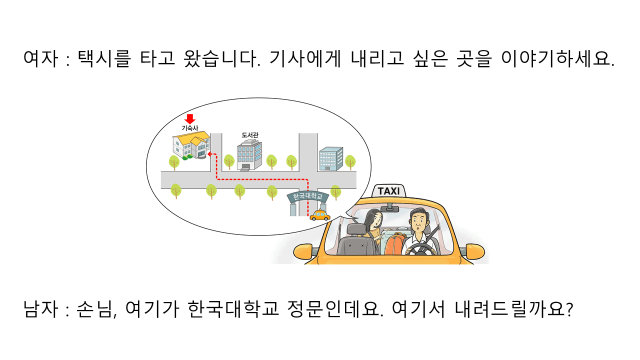 여자 : 택시를 타고 왔습니다. 기사에게 내리고 싶은 곳을 이야기하세요.
기숙사
도서관
한국대학교
TAXI
남자 : 손님, 여기가 한국대학교 정문인데요. 여기서 내려드릴까요?